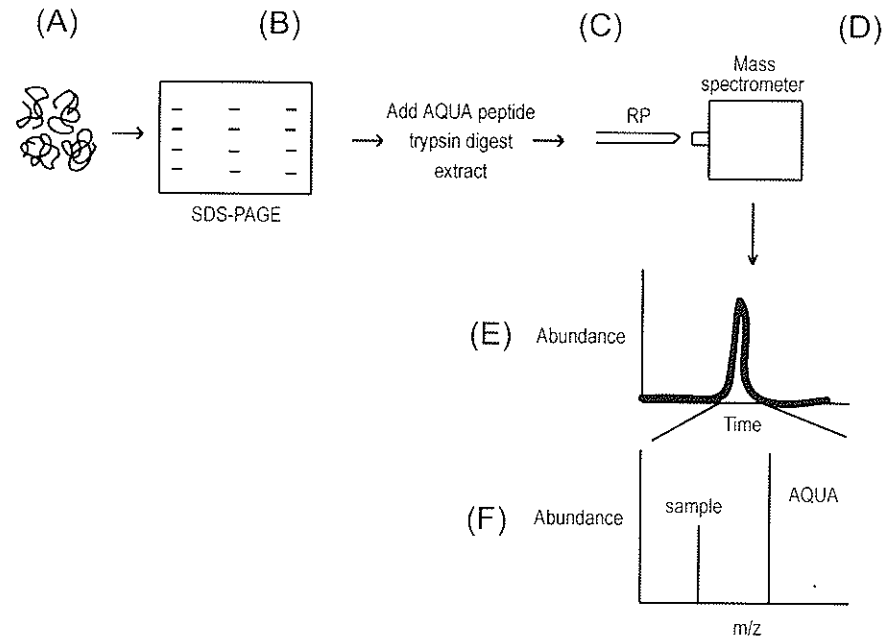 (A)
(B)
(C)
(D)
Mass
spectrometer
RP
Add AQUA peptide
trypsin digest
extract
SDS-PAGE
(E)
Abundance
Time
(F)
Abundance
sample
AQUA
m/z